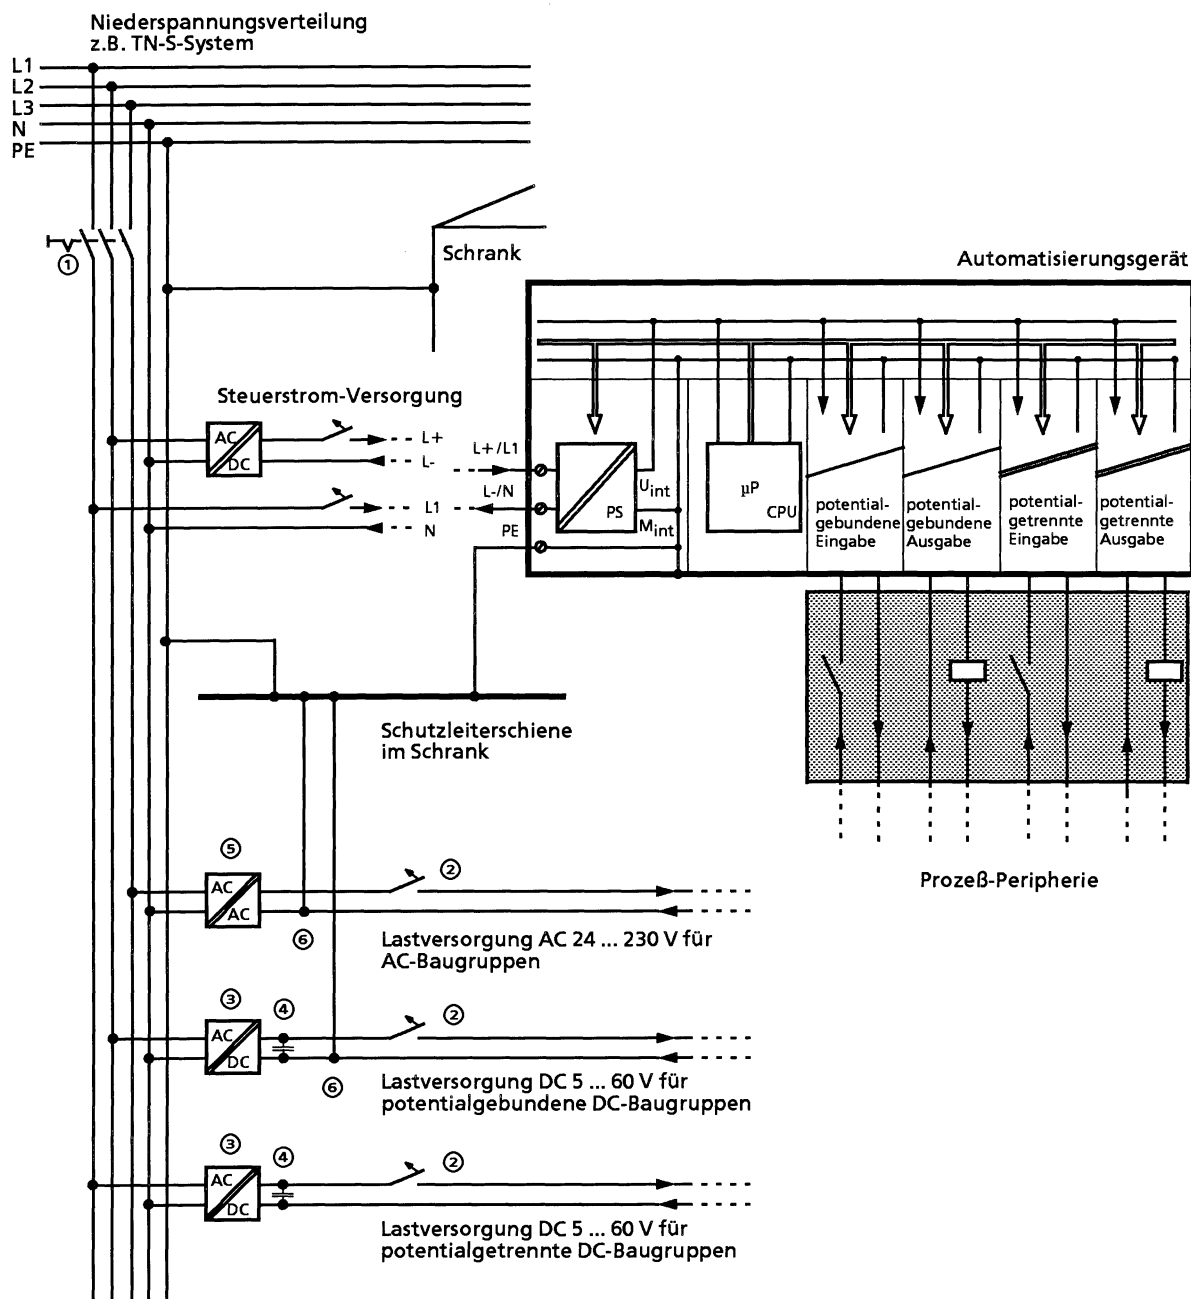 Niederspannungsverteilung
z.B. TN-S-System
L1
L2
L3
N
PE
①
Schrank
Automatisierungsgerät
Steuerstrom-Versorgung
AC
DC
L+
L-
L1
N
L+/L1
L-/N
PE
PS
Uint
Mint
µP
CPU
potential-
gebundene
Eingabe
potential-
gebundene
Ausgabe
potential-
getrennte
Eingabe
potential-
getrennte
Ausgabe
Schutzleiterschiene
im Schrank
Prozeß-Peripherie
⑤
AC
AC
②
⑥
Lastversorgung AC 24 ... 230 V für
AC-Baugruppen
③
④
AC
DC
②
⑥
Lastversorgung DC 5 ... 60 V für
potentialgebundene DC-Baugruppen
③
④
AC
DC
②
Lastversorgung DC 5 ... 60 V für
potentialgetrennte DC-Baugruppen